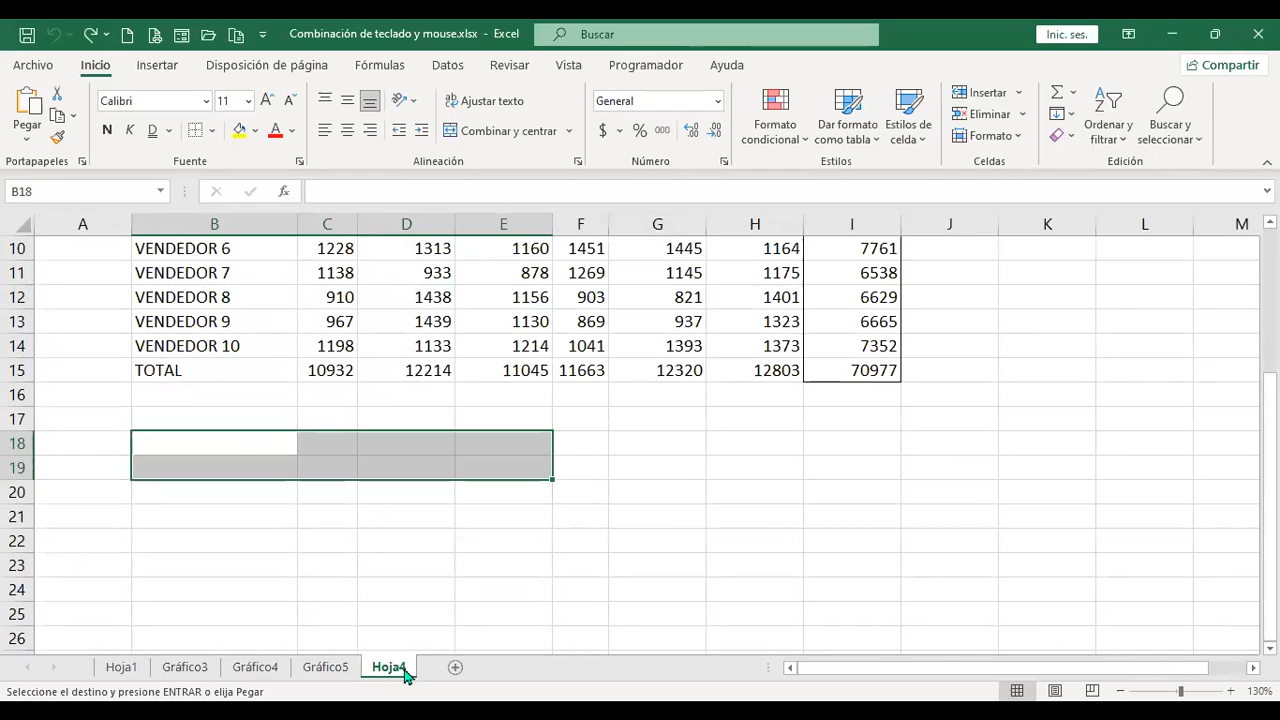 Combinación de teclado y mouse.xlsx - Excel
Buscar
Inic. ses.
Archivo Inicio Insertar Disposición de página Fórmulas Datos Revisar Vista Programador Ayuda Compartir
Pegar
Calibri 11
N K D
Ajustar texto
Combinar y centrar
General
$ % 000
Formato condicional
Dar formato como tabla
Estilos de celda
Insertar
Eliminar
Formato
Ordenar y filtrar
Buscar y seleccionar
Portapapeles Fuente Alineación Número Estilos Celdas Edición
B18
A B C D E F G H I J K L M
10 VENDEDOR 6 1228 1313 1160 1451 1445 1164 7761
11 VENDEDOR 7 1138 933 878 1269 1145 1175 6538
12 VENDEDOR 8 910 1438 1156 903 821 1401 6629
13 VENDEDOR 9 967 1439 1130 869 937 1323 6665
14 VENDEDOR 10 1198 1133 1214 1041 1393 1373 7352
15 TOTAL 10932 12214 11045 11663 12320 12803 70977
16
17
18
19
20
21
22
23
24
25
26
Hoja1 Gráfico3 Gráfico4 Gráfico5 Hoja4
Seleccione el destino y presione ENTRAR o elija Pegar
130%